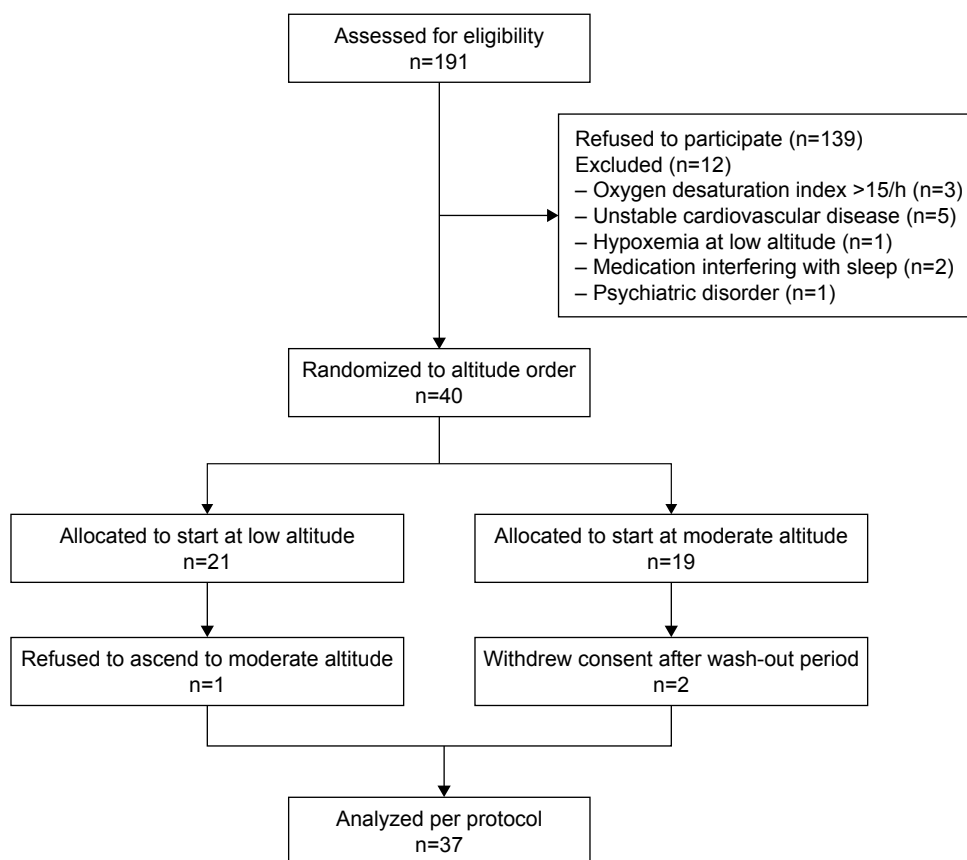 Assessed for eligibility
n=191
Refused to participate (n=139)
Excluded (n=12)
– Oxygen desaturation index >15/h (n=3)
– Unstable cardiovascular disease (n=5)
– Hypoxemia at low altitude (n=1)
– Medication interfering with sleep (n=2)
– Psychiatric disorder (n=1)
Randomized to altitude order
n=40
Allocated to start at low altitude
n=21
Allocated to start at moderate altitude
n=19
Refused to ascend to moderate altitude
n=1
Withdrew consent after wash-out period
n=2
Analyzed per protocol
n=37